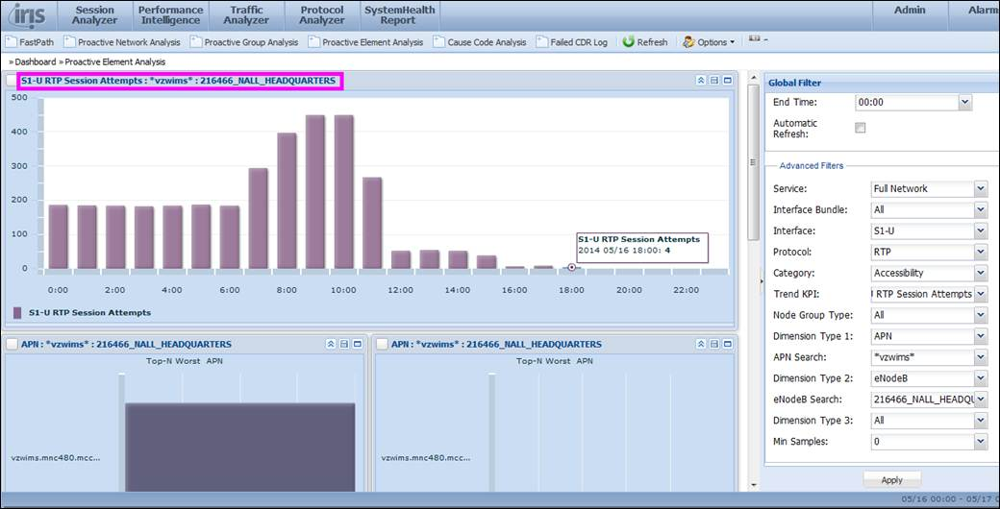 iris Session Analyzer Performance Intelligence Traffic Analyzer Protocol Analyzer SystemHealth Report Admin Alarm
FastPath Proactive Network Analysis Proactive Group Analysis Proactive Element Analysis Cause Code Analysis Failed CDR Log Refresh Options
» Dashboard » Proactive Element Analysis
S1-U RTP Session Attempts : *vzwims* : 216466_NALL_HEADQUARTERS
500
400
300
200
100
0
0:00 2:00 4:00 6:00 8:00 10:00 12:00 14:00 16:00 18:00 20:00 22:00
S1-U RTP Session Attempts
2014 05/16 18:00: 4
S1-U RTP Session Attempts
APN : *vzwims* : 216466_NALL_HEADQUARTERS
Top-N Worst APN
vzwims.mnc480.mcc...
APN : *vzwims* : 216466_NALL_HEADQUARTERS
Top-N Worst APN
vzwims.mnc480.mcc...
Global Filter
End Time: 00:00
Automatic Refresh:
Advanced Filters
Service: Full Network
Interface Bundle: All
Interface: S1-U
Protocol: RTP
Category: Accessibility
Trend KPI: RTP Session Attempts
Node Group Type: All
Dimension Type 1: APN
APN Search: *vzwims*
Dimension Type 2: eNodeB
eNodeB Search: 216466_NALL_HEADQU
Dimension Type 3: All
Min Samples: 0
Apply
05/16 00:00 - 05/17 0